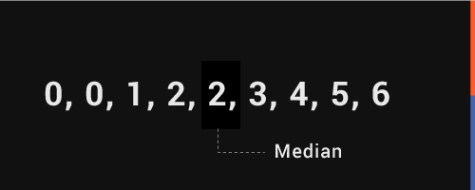 0, 0, 1, 2, 2, 3, 4, 5, 6
Median